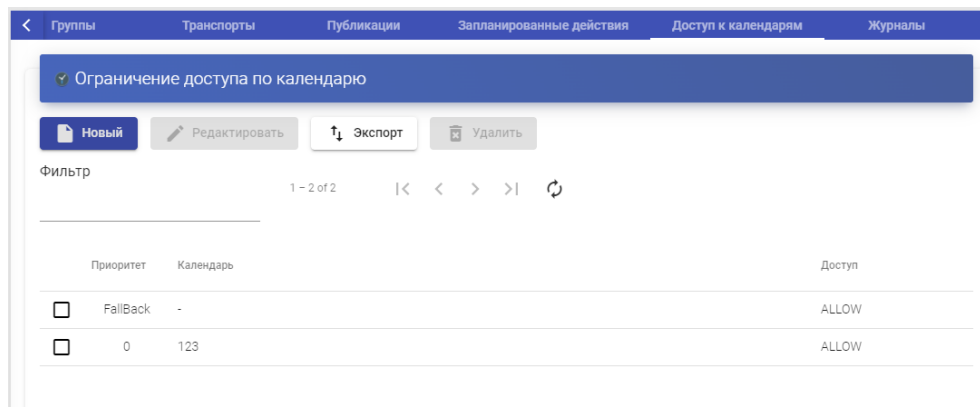 Группы Транспорты Публикации Запланированные действия Доступ к календарям Журналы
Ограничение доступа по календарю
Новый Редактировать Экспорт Удалить
Фильтр
1 – 2 of 2
Приоритет Календарь Доступ
FallBack - ALLOW
0 123 ALLOW